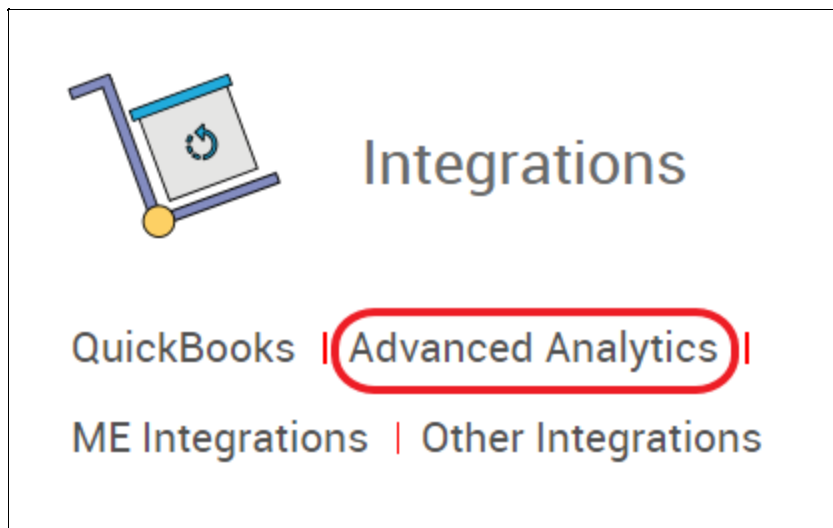 Integrations
QuickBooks | Advanced Analytics |
ME Integrations | Other Integrations